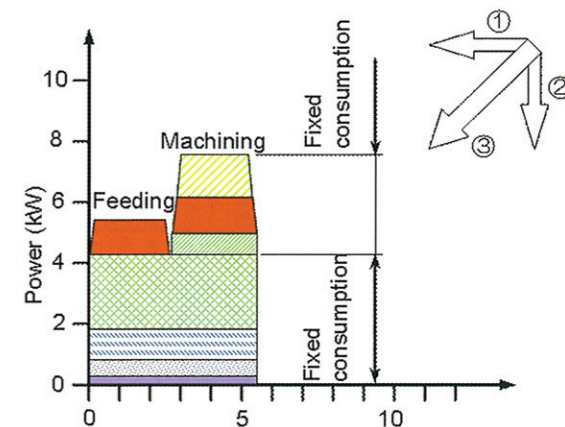 Power (kW)
10
8
6
4
2
0
0
5
10
Feeding
Machining
Fixed
consumption
Fixed
consumption
①
②
③